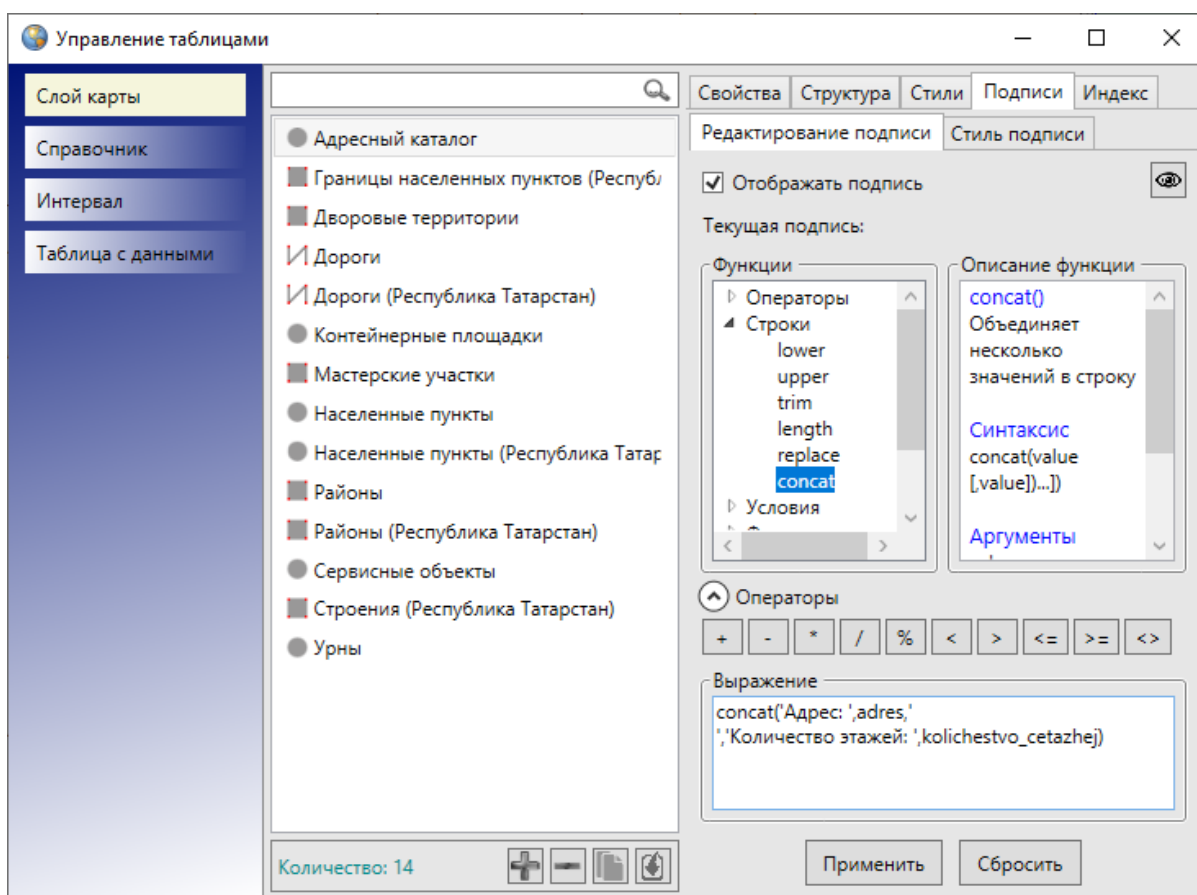 Управление таблицами
Слой карты
Справочник
Интервал
Таблица с данными
Адресный каталог
Границы населенных пунктов (Республ
Дворовые территории
Дороги
Дороги (Республика Татарстан)
Контейнерные площадки
Мастерские участки
Населенные пункты
Населенные пункты (Республика Татар
Районы
Районы (Республика Татарстан)
Сервисные объекты
Строения (Республика Татарстан)
Урны
Количество: 14
Свойства Структура Стили Подписи Индекс
Редактирование подписи Стиль подписи
Отображать подпись
Текущая подпись:
Функции
Операторы
Строки
lower
upper
trim
length
replace
concat
Условия
Описание функции
concat()
Объединяет
несколько
значений в строку
Синтаксис
concat(value
[,value])...])
Аргументы
Операторы
+ - * / % < > <= >= <>
Выражение
concat('Адрес: ',adres,'
','Количество этажей: ',kolichestvo_cetazhej)
Применить Сбросить